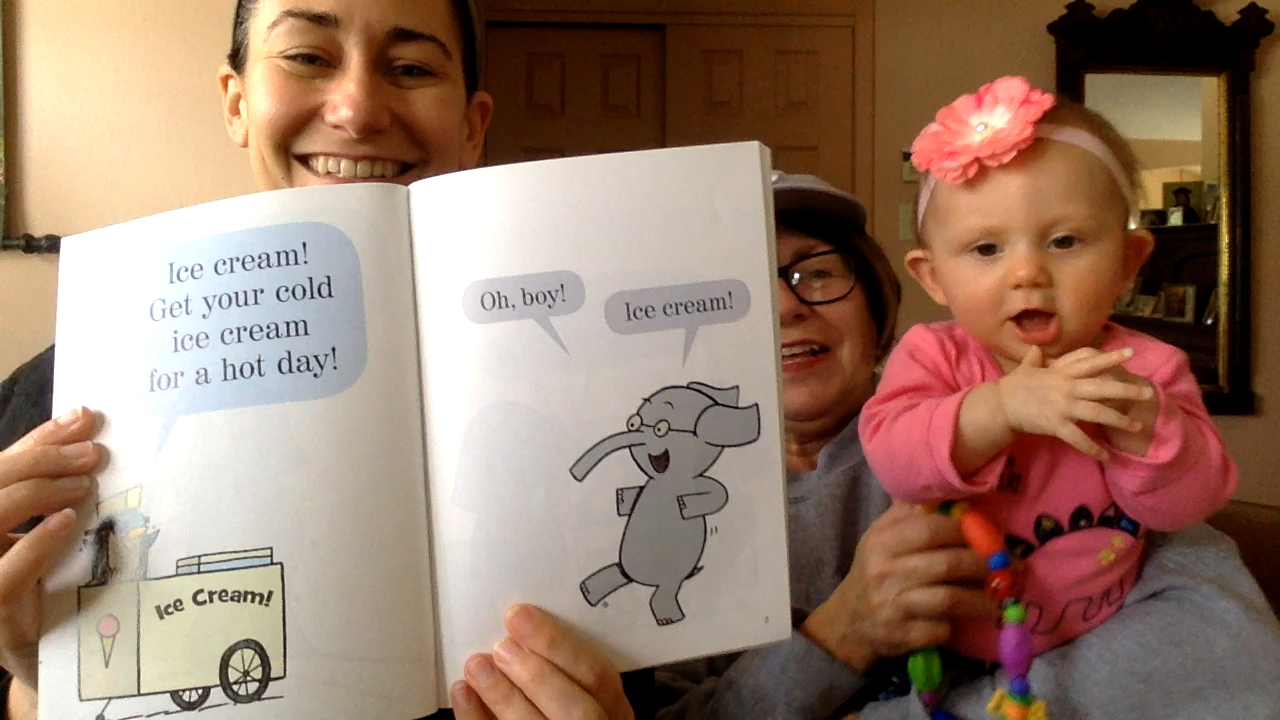 Ice cream!
Get your cold
ice cream
for a hot day!
Ice Cream!
Oh, boy!
Ice cream!